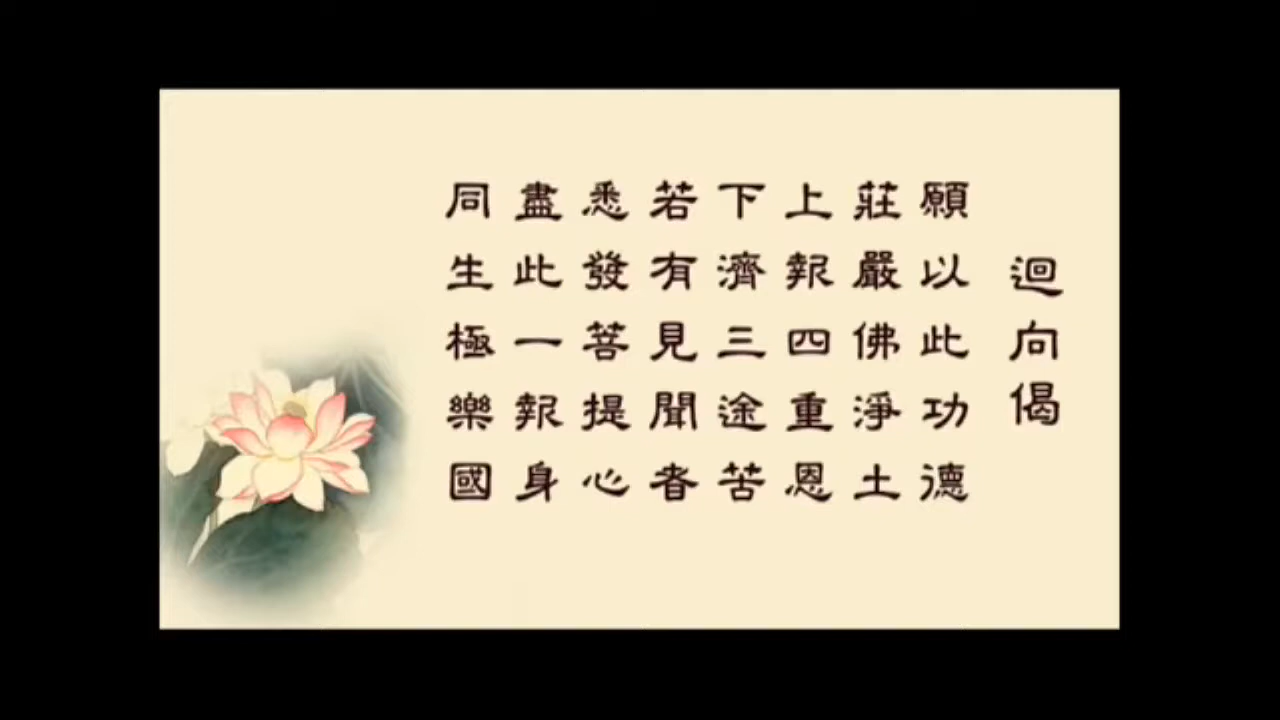 迴向偈
願以此功德
莊嚴佛淨土
上報四重恩
下濟三途苦
若有見聞者
悉發菩提心
盡此一報身
同生極樂國